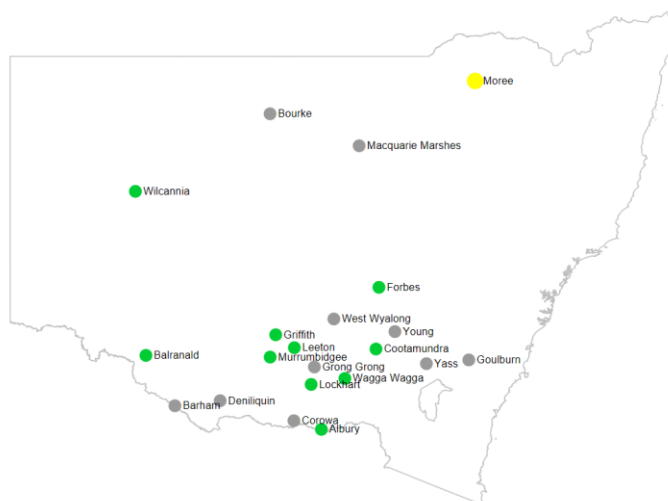 Moree
Bourke
Macquarie Marshes
Wilcannia
Forbes
West Wyalong
Young
Griffith
Leeton
Cootamundra
Balranald
Murrumbidgee
Goulburn
Yass
Grong Grong
Wagga Wagga
Lockhart
Deniliquin
Barham
Corowa
Albury